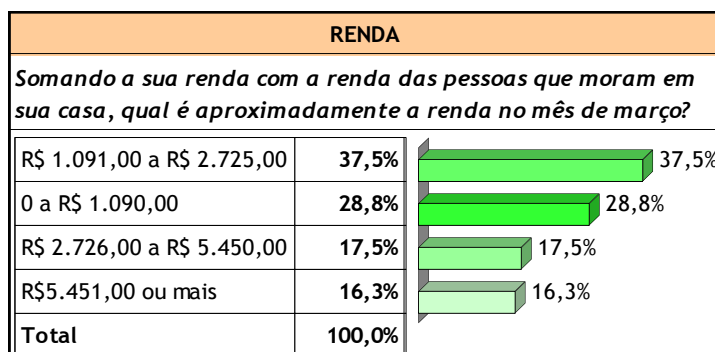 RENDA
Somando a sua renda com a renda das pessoas que moram em
sua casa, qual é aproximadamente a renda no mês de março?
R$ 1.091,00 a R$ 2.725,00 37,5% 37,5%
0 a R$ 1.090,00 28,8% 28,8%
R$ 2.726,00 a R$ 5.450,00 17,5% 17,5%
R$5.451,00 ou mais 16,3% 16,3%
Total 100,0%